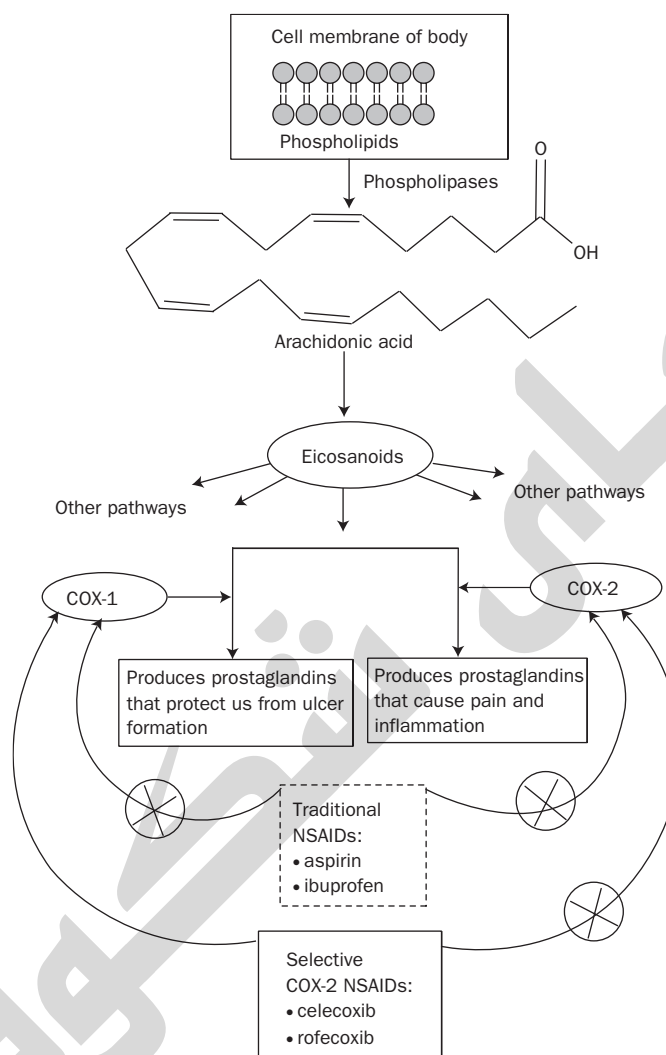 Cell membrane of body
Phospholipids
Phospholipases
O
OH
Arachidonic acid
Eicosanoids
Other pathways
Other pathways
COX-1
COX-2
Produces prostaglandins
that protect us from ulcer
formation
Produces prostaglandins
that cause pain and
inflammation
Traditional
NSAIDs:
• aspirin
• ibuprofen
Selective
COX-2 NSAIDs:
• celecoxib
• rofecoxib